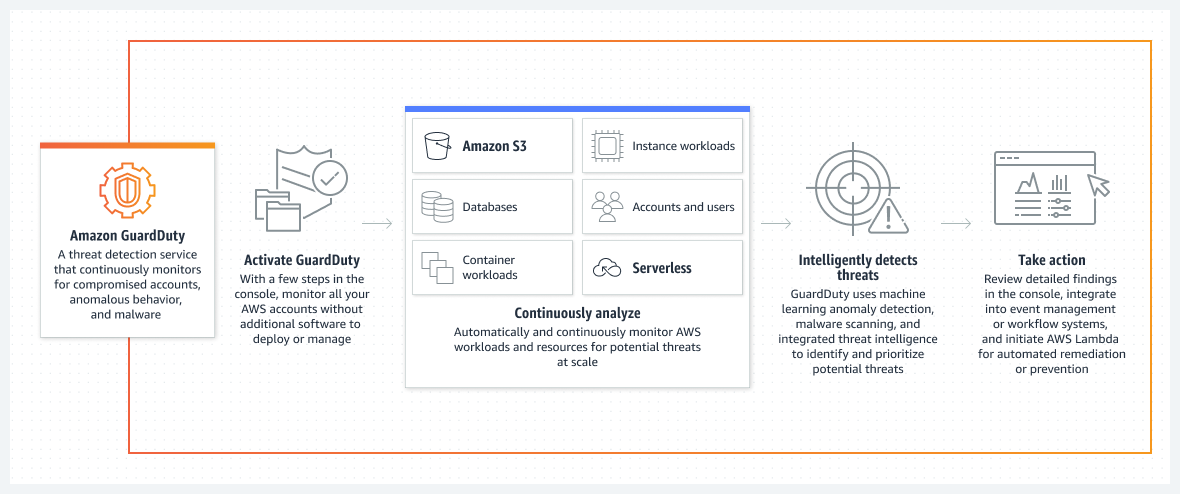 Amazon GuardDuty
A threat detection service
that continuously monitors
for compromised accounts,
anomalous behavior,
and malware
Activate GuardDuty
With a few steps in the
console, monitor all your
AWS accounts without
additional software to
deploy or manage
Amazon S3
Instance workloads
Databases
Accounts and users
Container
workloads
Serverless
Continuously analyze
Automatically and continuously monitor AWS
workloads and resources for potential threats
at scale
Intelligently detects
threats
GuardDuty uses machine
learning anomaly detection,
malware scanning, and
integrated threat intelligence
to identify and prioritize
potential threats
Take action
Review detailed findings
in the console, integrate
into event management
or workflow systems,
and initiate AWS Lambda
for automated remediation
or prevention